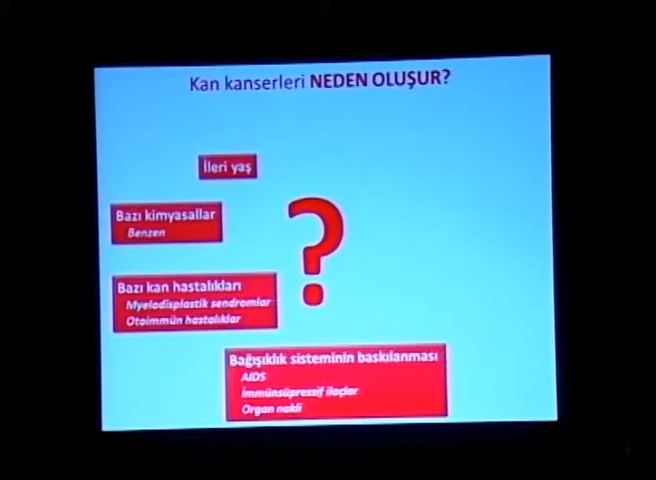 Kan kanserleri NEDEN OLUŞUR?
İleri yaş
Bazı kimyasallar
Benzen
?
Bazı kan hastalıkları
Myelodisplastik sendromlar
Otoimmün hastalıklar
Bağışıklık sisteminin baskılanması
AIDS
İmmünsüpressif ilaçlar
Organ nakli